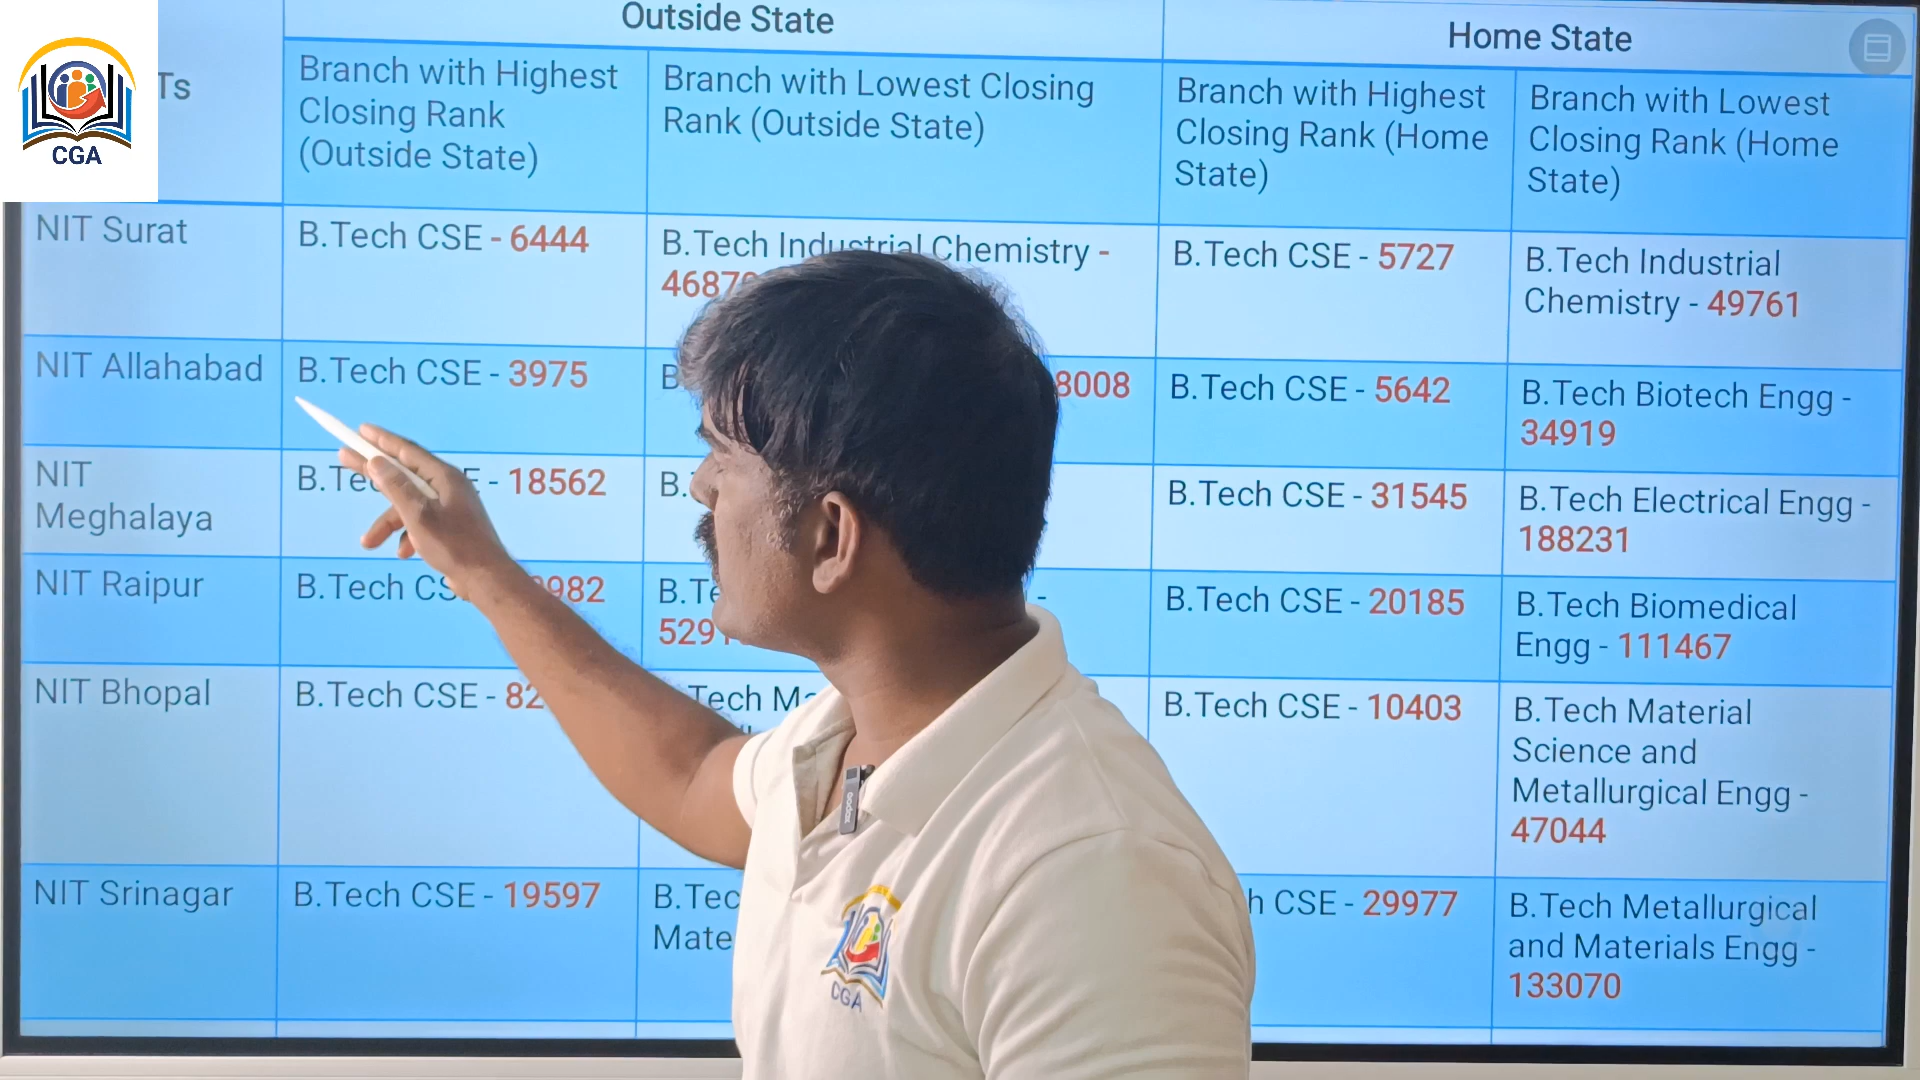 Outside State
Home State
Ts
Branch with Highest
Closing Rank
(Outside State)
Branch with Lowest Closing
Rank (Outside State)
Branch with Highest
Closing Rank (Home
State)
Branch with Lowest
Closing Rank (Home
State)
CGA
NIT Surat
B.Tech CSE - 6444
B.Tech Industrial Chemistry -
B.Tech CSE - 5727
B.Tech Industrial
Chemistry - 49761
NIT Allahabad
B.Tech CSE - 3975
8008
B.Tech CSE - 5642
B.Tech Biotech Engg -
34919
NIT
Meghalaya
- 18562
B.Tech CSE - 31545
B.Tech Electrical Engg -
188231
NIT Raipur
B.Tech
982
529
B.Tech CSE - 20185
B.Tech Biomedical
Engg - 111467
NIT Bhopal
B.Tech CSE - 82
Tech
B.Tech CSE - 10403
B.Tech Material
Science and
Metallurgical Engg -
47044
NIT Srinagar
B.Tech CSE - 19597
B.Tec
Mate
h CSE - 29977
B.Tech Metallurgical
and Materials Engg -
133070
godox
CGA